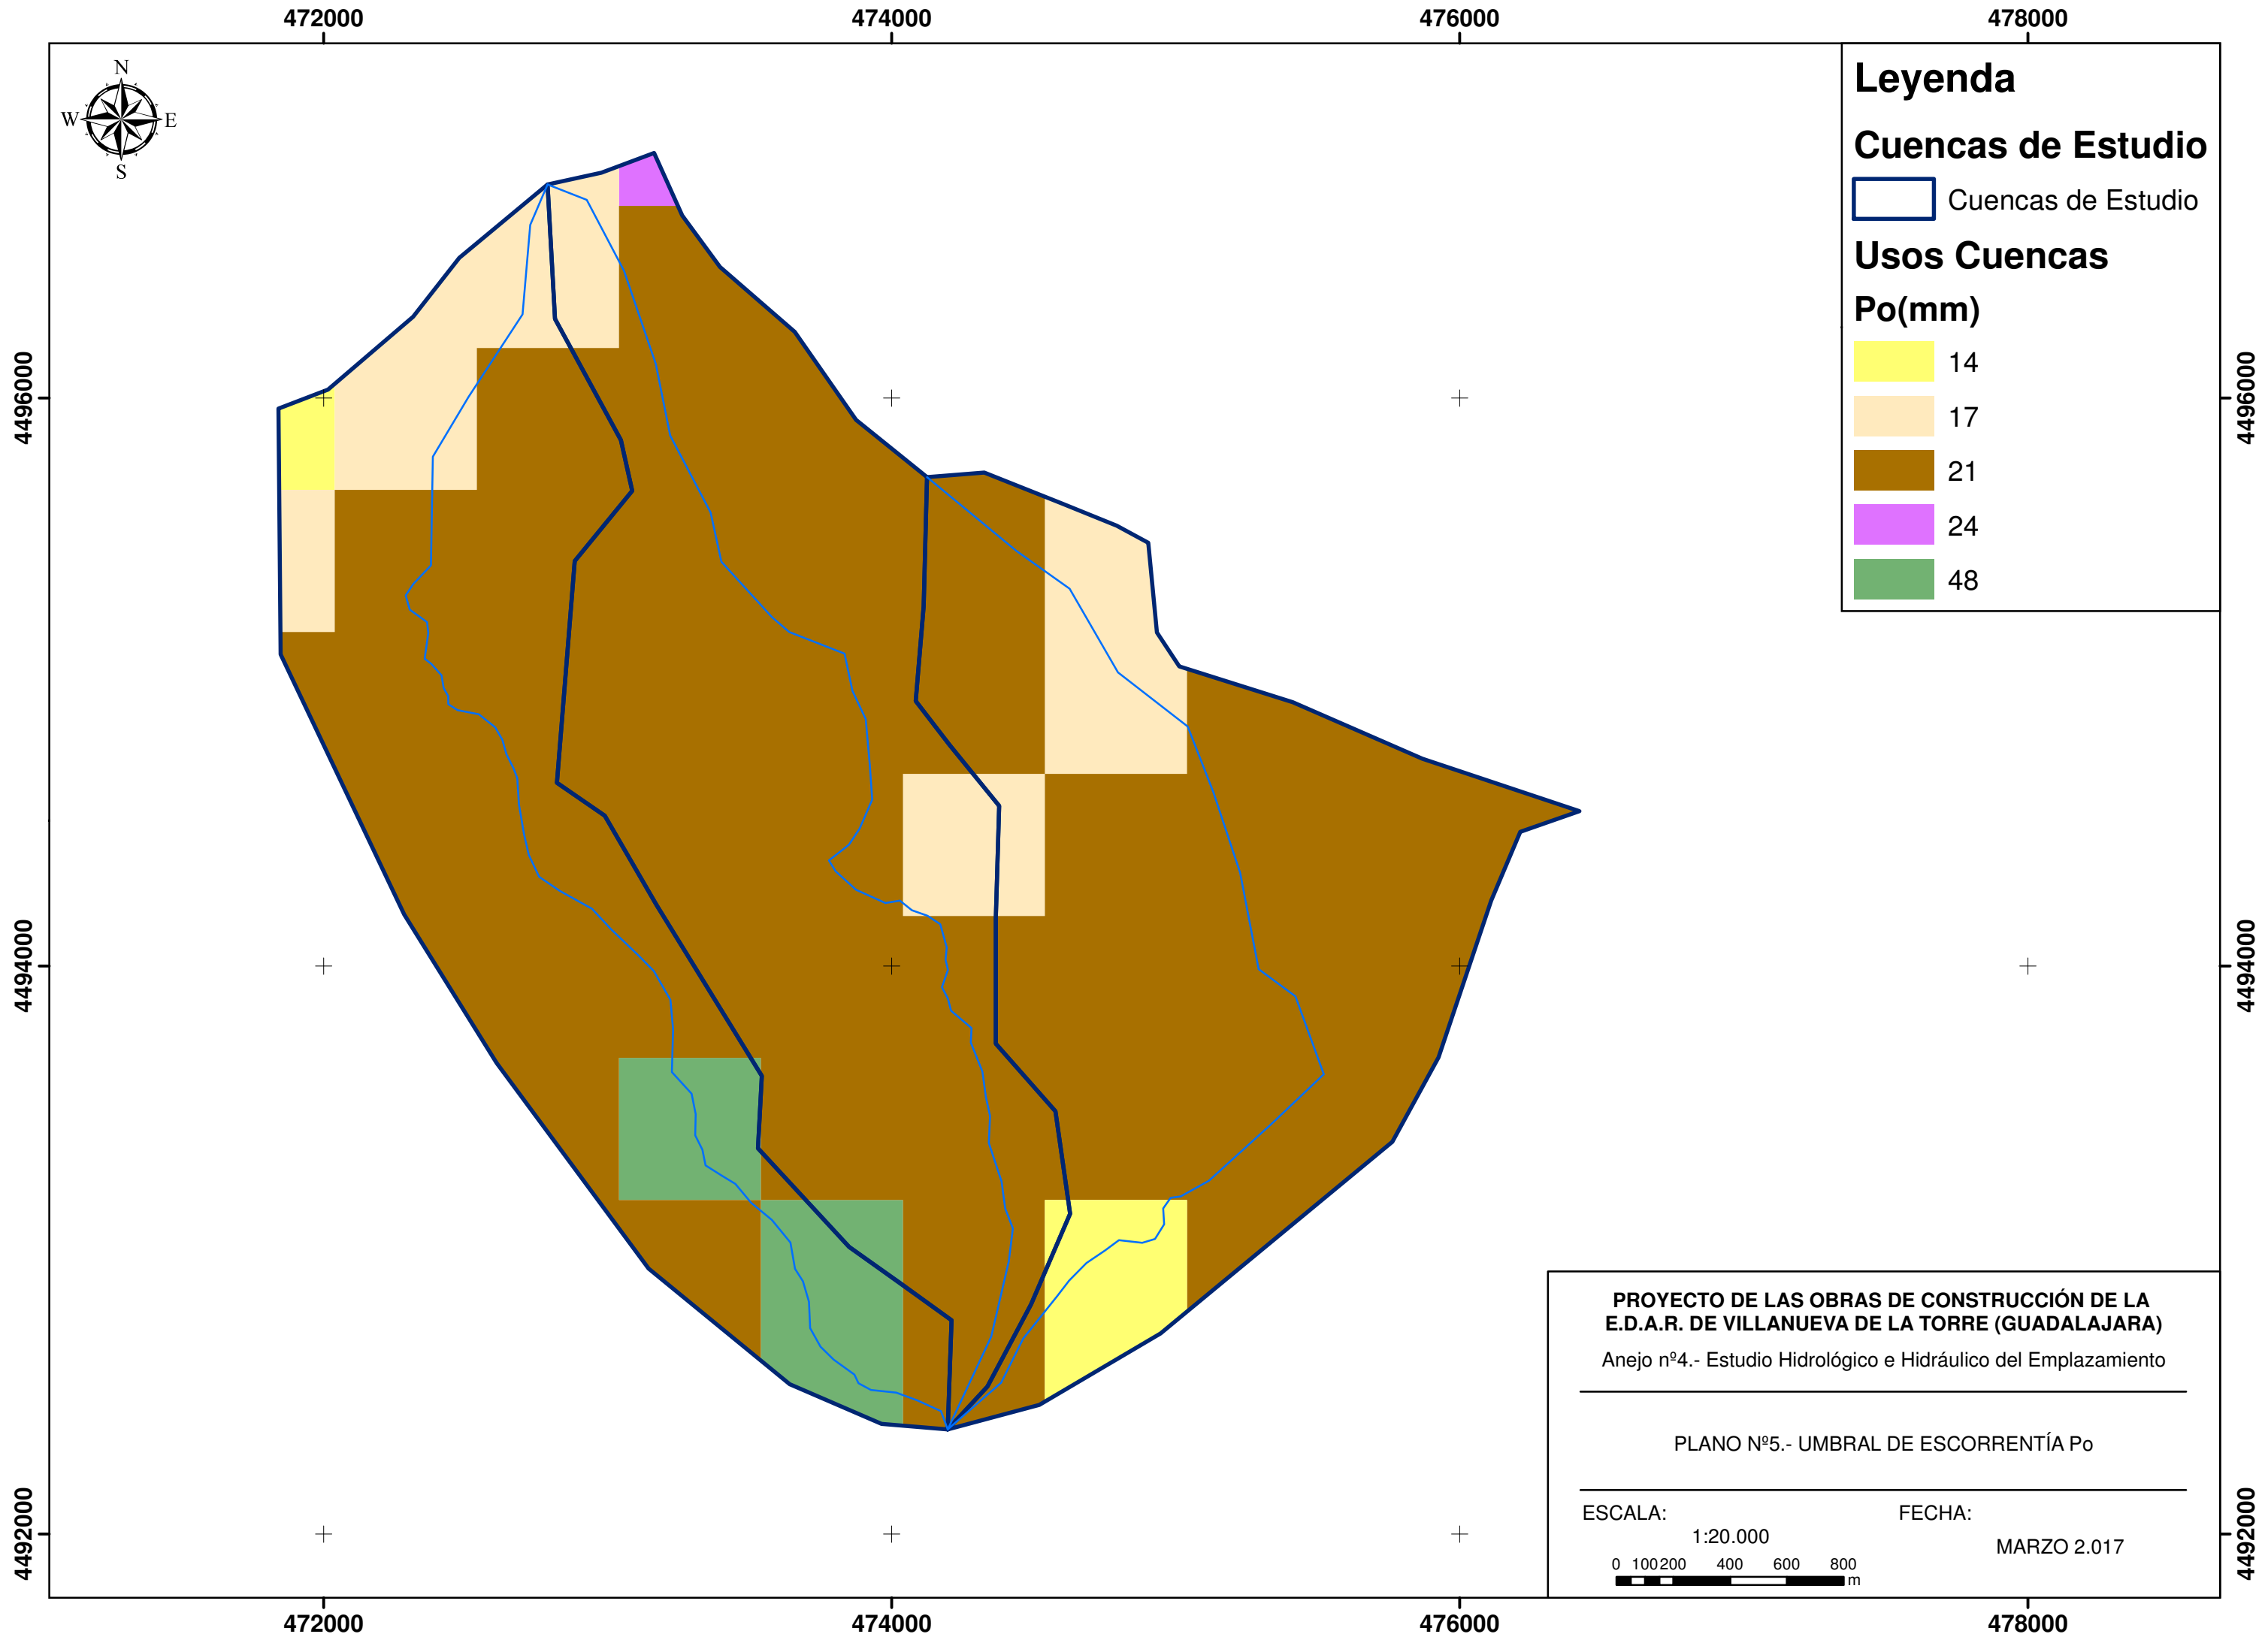 472000
474000
476000
478000
N
W
E
S
4496000
4494000
4492000
4496000
4494000
4492000
Leyenda
Cuencas de Estudio
Cuencas de Estudio
Usos Cuencas
Po(mm)
14
17
21
24
48
PROYECTO DE LAS OBRAS DE CONSTRUCCIÓN DE LA
E.D.A.R. DE VILLANUEVA DE LA TORRE (GUADALAJARA)
Anejo nº4.- Estudio Hidrológico e Hidráulico del Emplazamiento
PLANO Nº5.- UMBRAL DE ESCORRENTÍA Po
ESCALA:
1:20.000
FECHA:
MARZO 2.017
0 100 200 400 600 800
m
472000
474000
476000
478000